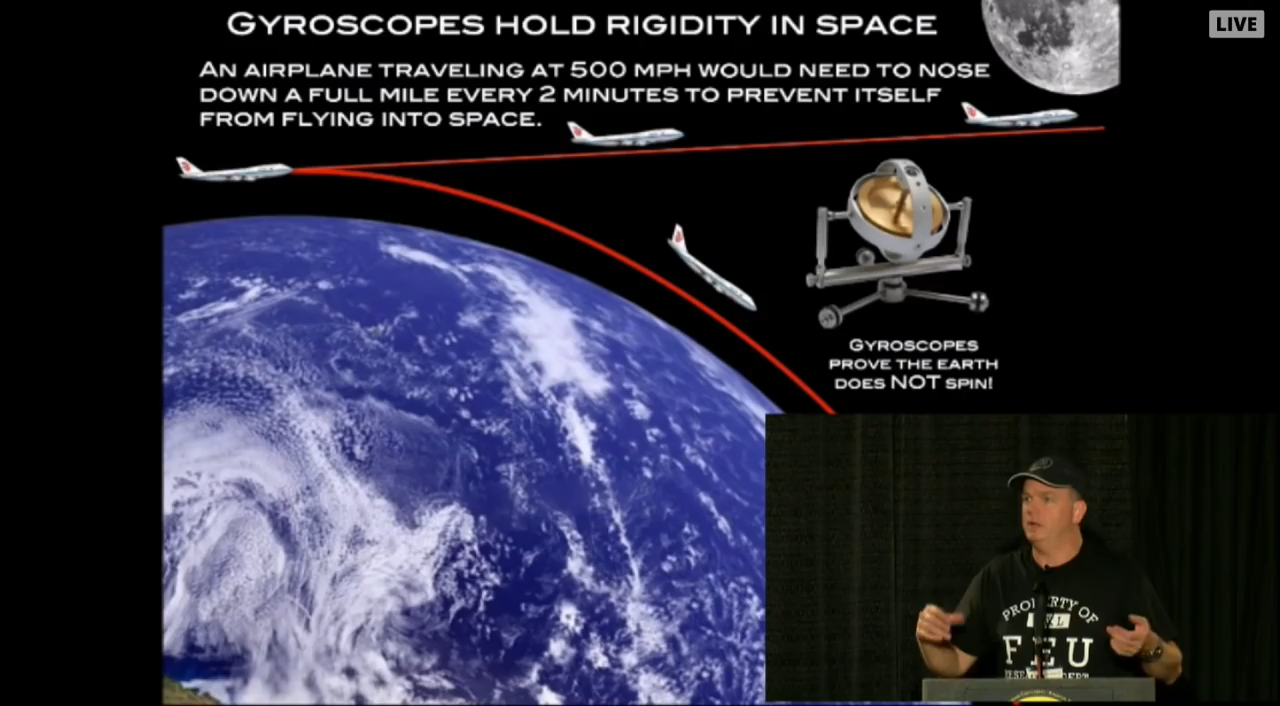 GYROSCOPES HOLD RIGIDITY IN SPACE
LIVE
AN AIRPLANE TRAVELING AT 500 MPH WOULD NEED TO NOSE
DOWN A FULL MILE EVERY 2 MINUTES TO PREVENT ITSELF
FROM FLYING INTO SPACE.
GYROSCOPES
PROVE THE EARTH
DOES NOT SPIN!
PROPERTY OF
FEU